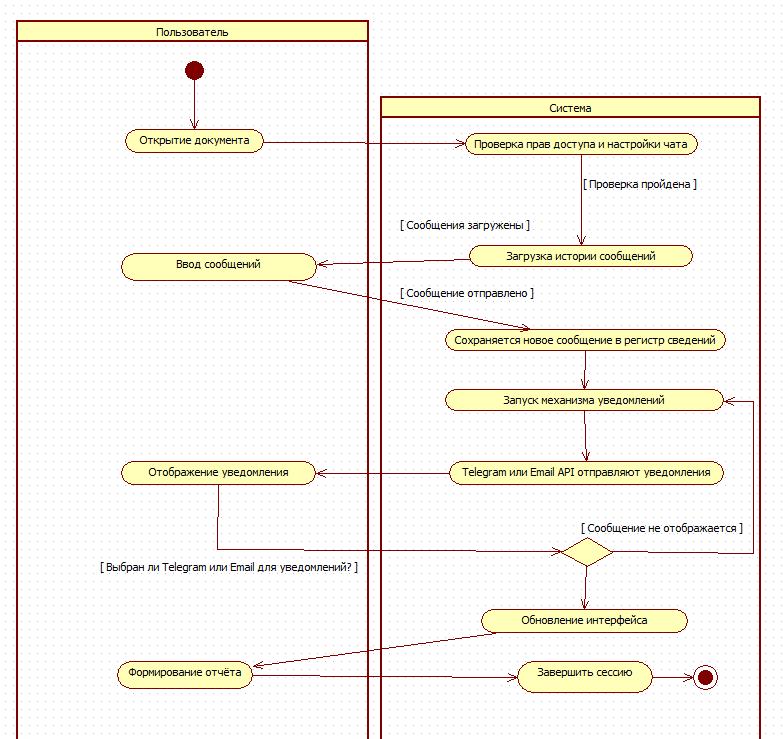 Пользователь
Система
Открытие документа
Проверка прав доступа и настройки чата
[ Проверка пройдена ]
[ Сообщения загружены ]
Загрузка истории сообщений
Ввод сообщений
[ Сообщение отправлено ]
Сохраняется новое сообщение в регистр сведений
Запуск механизма уведомлений
Отображение уведомления
Telegram или Email API отправляют уведомления
[ Сообщение не отображается ]
[ Выбран ли Telegram или Email для уведомлений? ]
Обновление интерфейса
Формирование отчёта
Завершить сессию